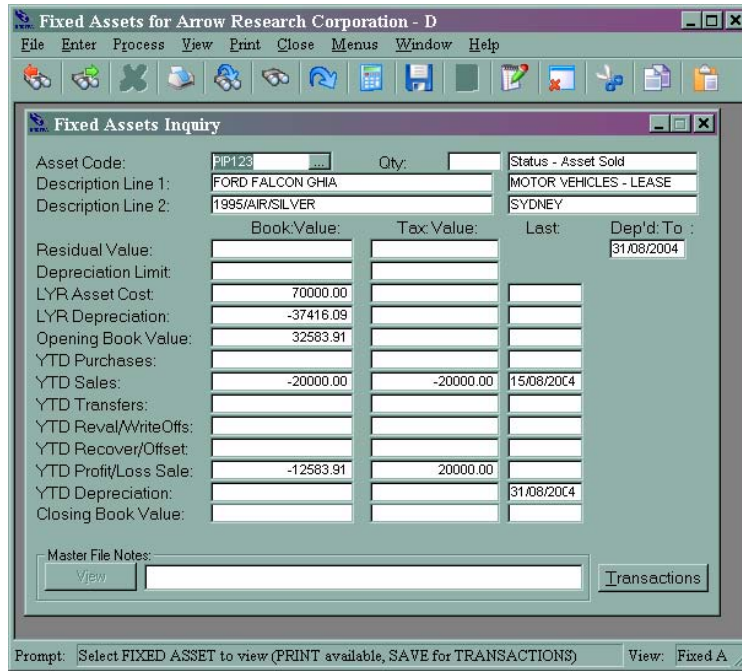 Fixed Assets for Arrow Research Corporation - D
File Enter Process View Print Close Menus Window Help
Fixed Assets Inquiry
Asset Code: PIP123 ... Qty: Status - Asset Sold
Description Line 1: FORD FALCON GHIA MOTOR VEHICLES - LEASE
Description Line 2: 1995/AIR/SILVER SYDNEY
Book:Value: Tax:Value: Last: Dep'd:To :
Residual Value: 31/08/2004
Depreciation Limit:
LYR Asset Cost: 70000.00
LYR Depreciation: -37416.09
Opening Book Value: 32583.91
YTD Purchases:
YTD Sales: -20000.00 -20000.00 15/08/2004
YTD Transfers:
YTD Reval/WriteOffs:
YTD Recover/Offset:
YTD Profit/Loss Sale: -12583.91 20000.00
YTD Depreciation: 31/08/2004
Closing Book Value:
Master File Notes:
View Transactions
Prompt: Select FIXED ASSET to view (PRINT available, SAVE for TRANSACTIONS) View: Fixed A